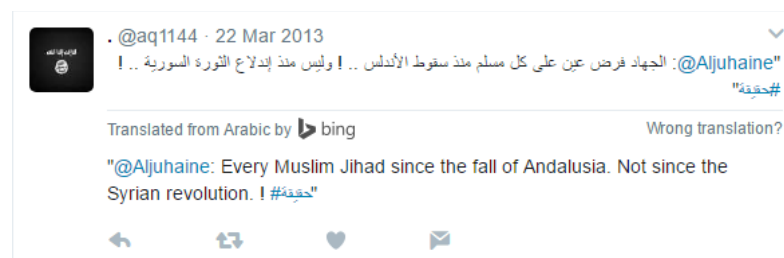 . @aq1144 · 22 Mar 2013
"@Aljuhaine: الجهاد فرض عين على كل مسلم منذ سقوط الأندلس .. ! وليس منذ إندلاع الثورة السورية .. !
#حقيقة"
Translated from Arabic by bing
Wrong translation?
"@Aljuhaine: Every Muslim Jihad since the fall of Andalusia. Not since the
Syrian revolution. ! #حقيقة"